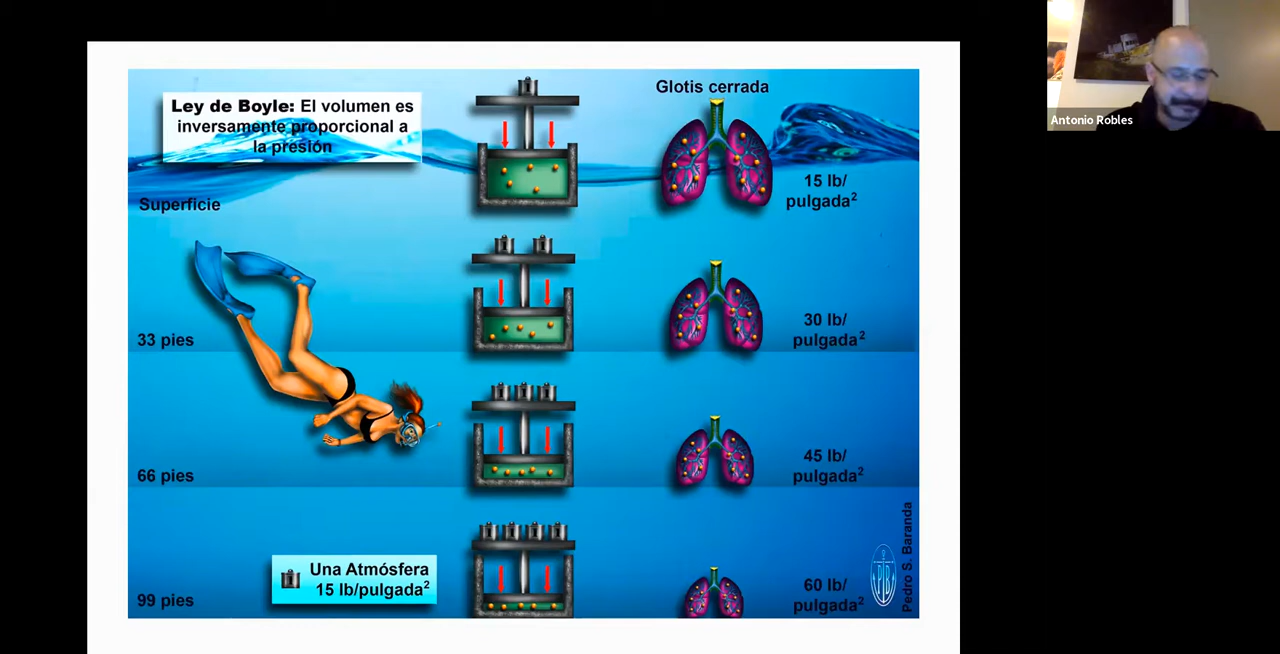 Ley de Boyle: El volumen es
inversamente proporcional a
la presión
Glotis cerrada
Antonio Robles
15 lb/
pulgada²
Superficie
33 pies
30 lb/
pulgada²
66 pies
45 lb/
pulgada²
Una Atmósfera
15 lb/pulgada²
99 pies
60 lb/
pulgada²
Pedro S. Baranda